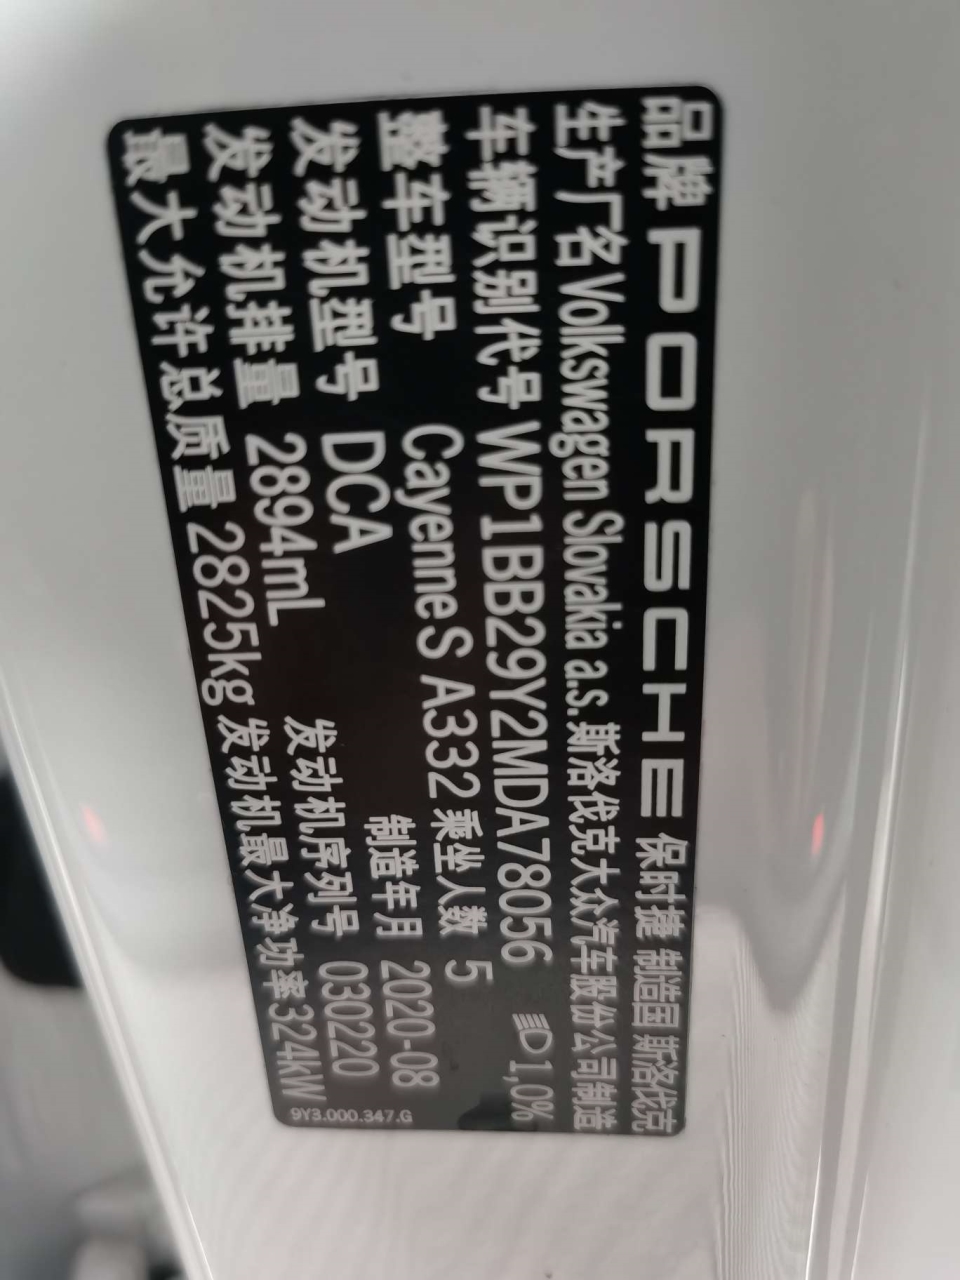 品牌 PORSCHE 保时捷 制造国 斯洛伐克
生产厂名 Volkswagen Slovakia a.s. 斯洛伐克大众汽车股份公司制造
车辆识别代号 WP1BB29Y2MDA78056 1,0%
整车型号 Cayenne S A332 乘坐人数 5
发动机型号 DCA 制造年月 2020-08
发动机排量 2894mL 发动机序列号 030220
最大允许总质量 2825kg 发动机最大净功率 324kW
9Y3.000.347.G